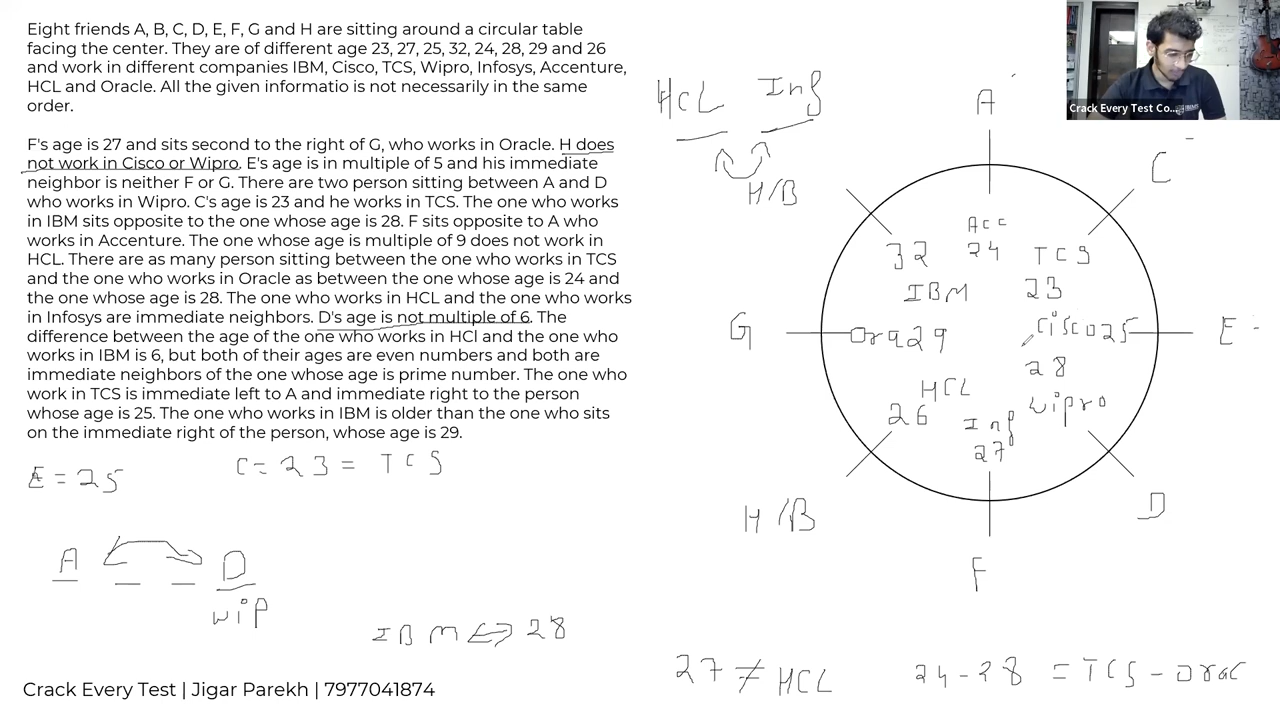 Eight friends A, B, C, D, E, F, G and H are sitting around a circular table
facing the center. They are of different age 23, 27, 25, 32, 24, 28, 29 and 26
and work in different companies IBM, Cisco, TCS, Wipro, Infosys, Accenture,
HCL and Oracle. All the given informatio is not necessarily in the same
order.
F's age is 27 and sits second to the right of G, who works in Oracle. H does
not work in Cisco or Wipro. E's age is in multiple of 5 and his immediate
neighbor is neither F or G. There are two person sitting between A and D
who works in Wipro. C's age is 23 and he works in TCS. The one who works
in IBM sits opposite to the one whose age is 28. F sits opposite to A who
works in Accenture. The one whose age is multiple of 9 does not work in
HCL. There are as many person sitting between the one who works in TCS
and the one who works in Oracle as between the one whose age is 24 and
the one whose age is 28. The one who works in HCL and the one who works
in Infosys are immediate neighbors. D's age is not multiple of 6. The
difference between the age of the one who works in HCl and the one who
works in IBM is 6, but both of their ages are even numbers and both are
immediate neighbors of the one whose age is prime number. The one who
work in TCS is immediate left to A and immediate right to the person
whose age is 25. The one who works in IBM is older than the one who sits
on the immediate right of the person, whose age is 29.
E = 25
C = 23 = TCS
A D
wip
IBM <=> 28
Crack Every Test | Jigar Parekh | 7977041874
HCL Inf
H/B
A
C
Acc
32 24 TCS
IBM 23
G Ora 29 Cisco 25 E
28
HCL wipro
26 Inf
27
H/B D
F
27 ≠ HCL 24-28 = TCS - orac
Crack Every Test Co...